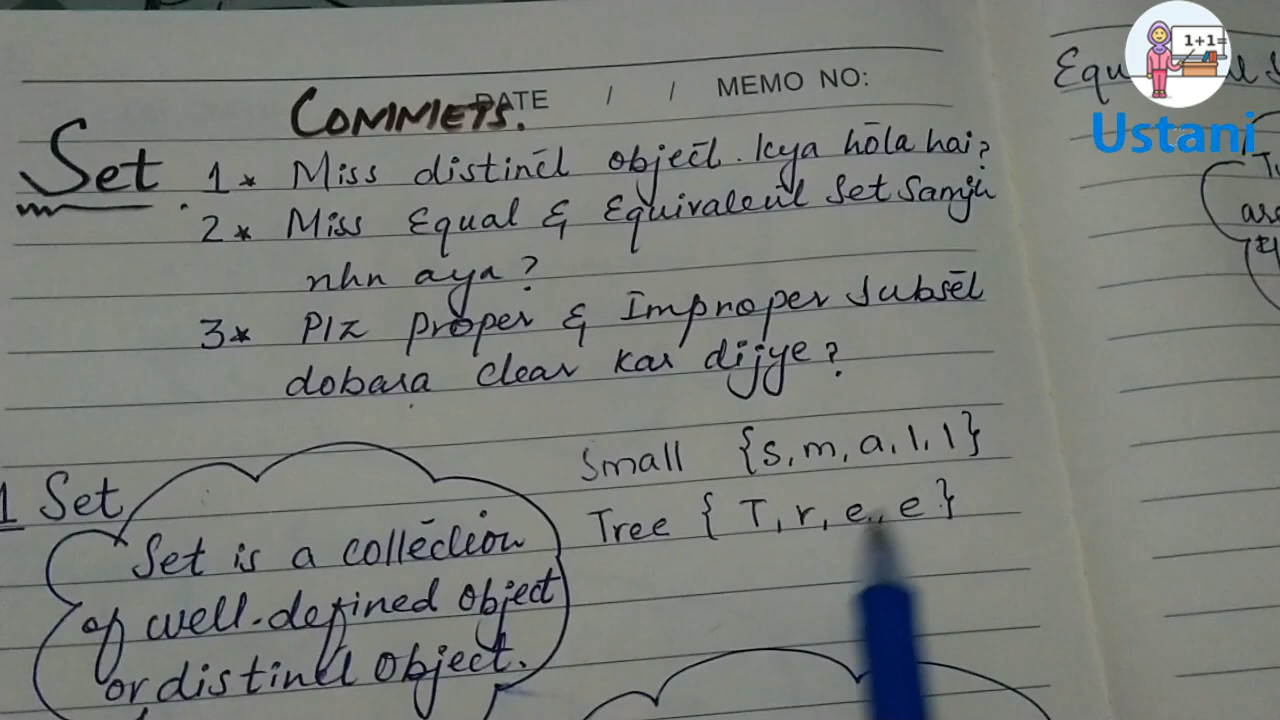 DATE / / MEMO NO:
COMMETS.
Set
1* Miss distinct object. Kya hota hai?
2* Miss Equal & Equivalent Set Samjh
nhn aya?
3* Plz proper & Improper Subset
dobara clear kar dijye?
Small {s, m, a, l, l}
Tree { T, r, e, e}
1 Set
Set is a collection
of well-defined object
or distinct object.
Equ
1+1=
Ustani
are